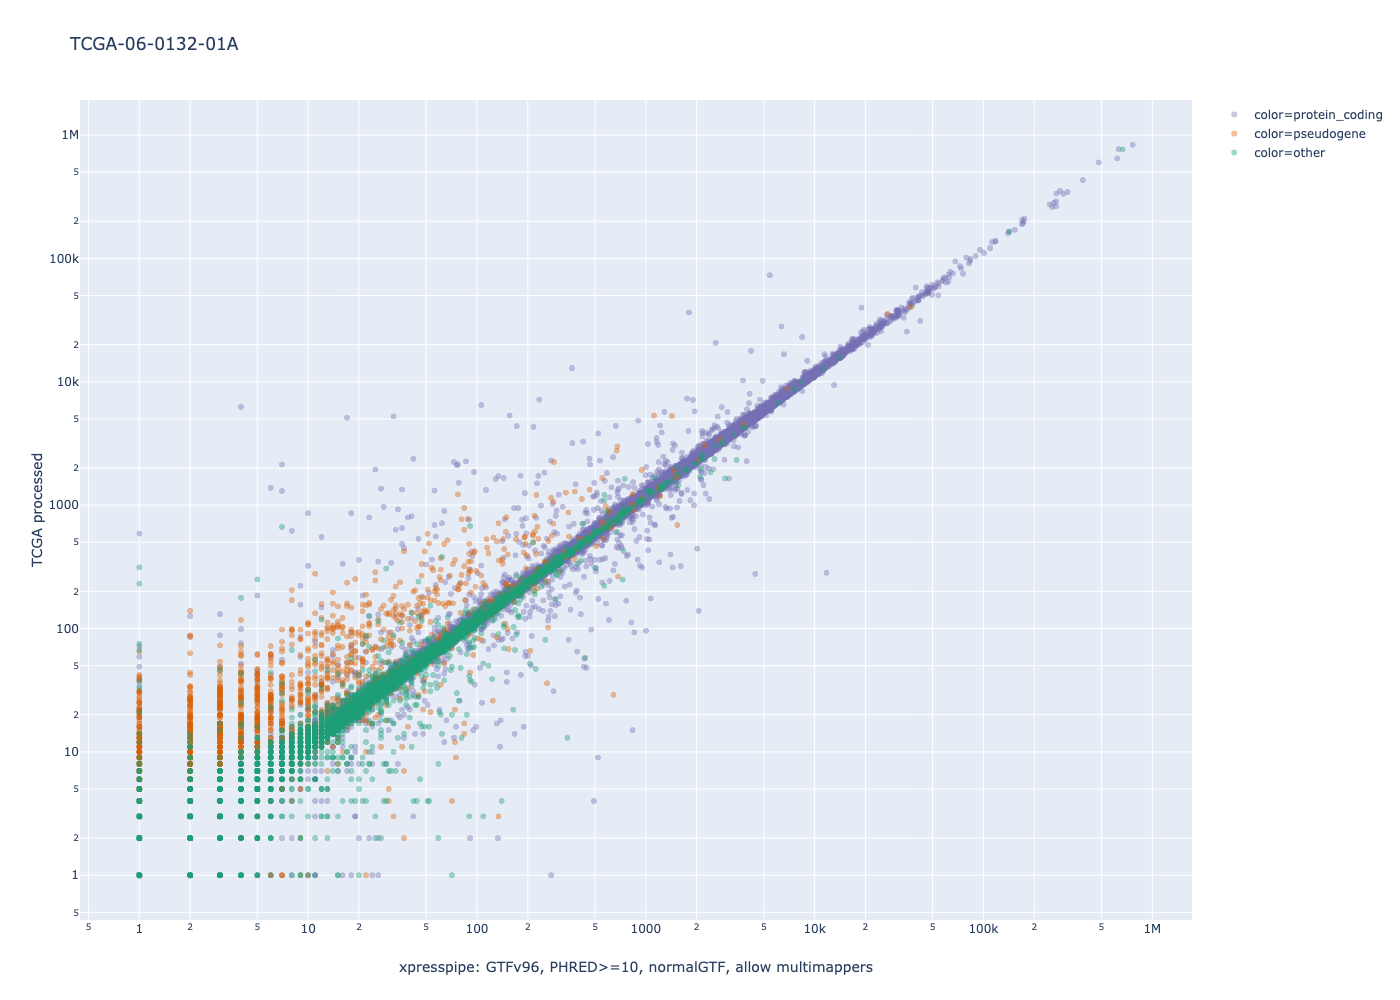 TCGA-06-0132-01A
color=protein_coding
color=pseudogene
color=other
1M
5
2
100k
5
2
10k
5
2
1000
5
2
100
5
2
10
5
2
1
5
TCGA processed
5 1 2 5 10 2 5 100 2 5 1000 2 5 10k 2 5 100k 2 5 1M
xpresspipe: GTFv96, PHRED>=10, normalGTF, allow multimappers